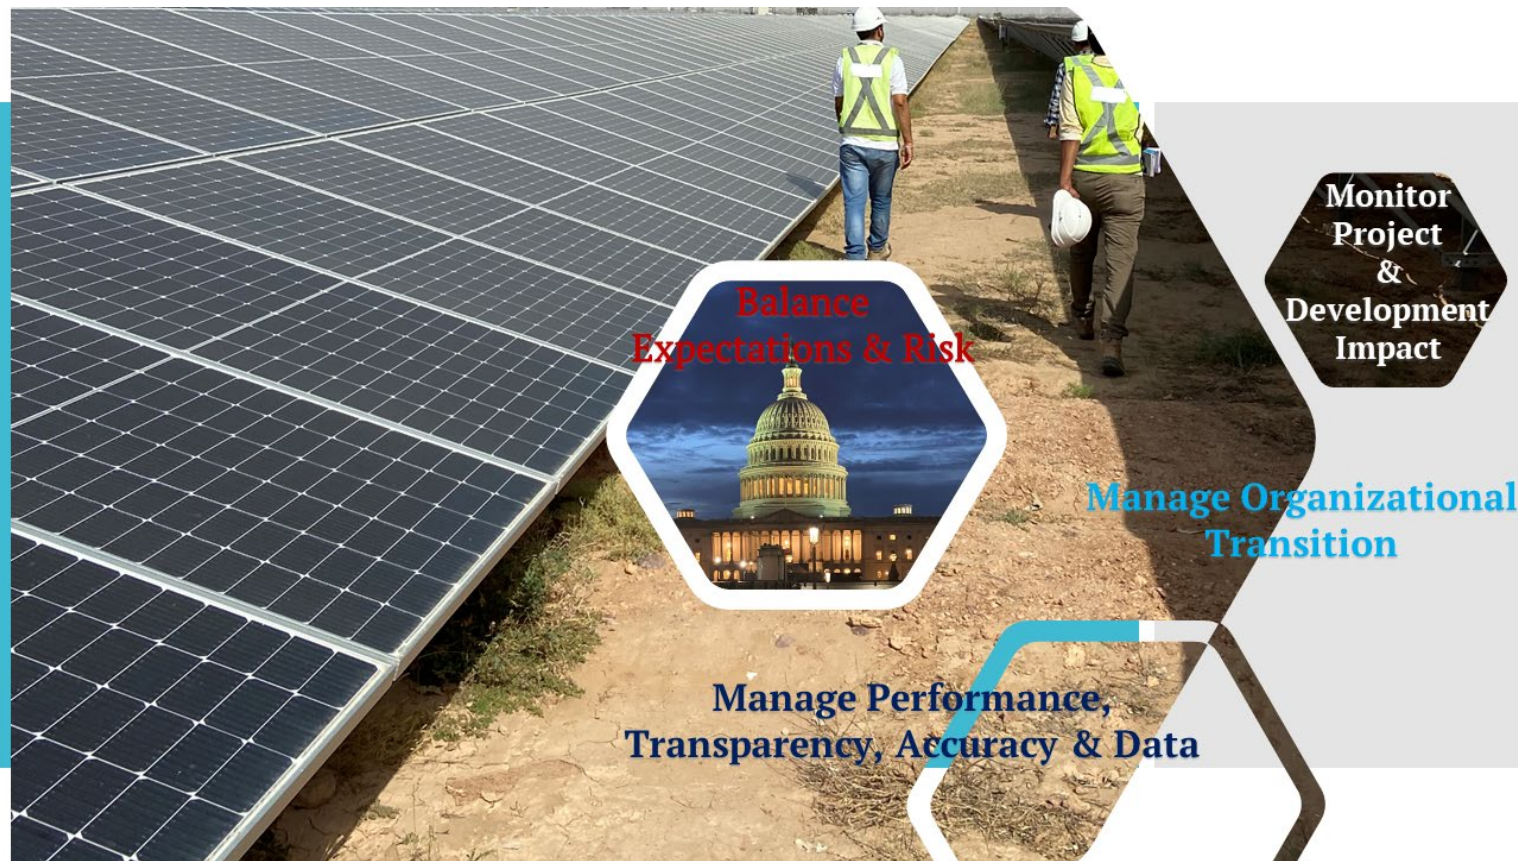 Monitor
Project
&
Development
Impact
Balance
Expectations & Risk
Manage Organizational
Transition
Manage Performance,
Transparency, Accuracy & Data